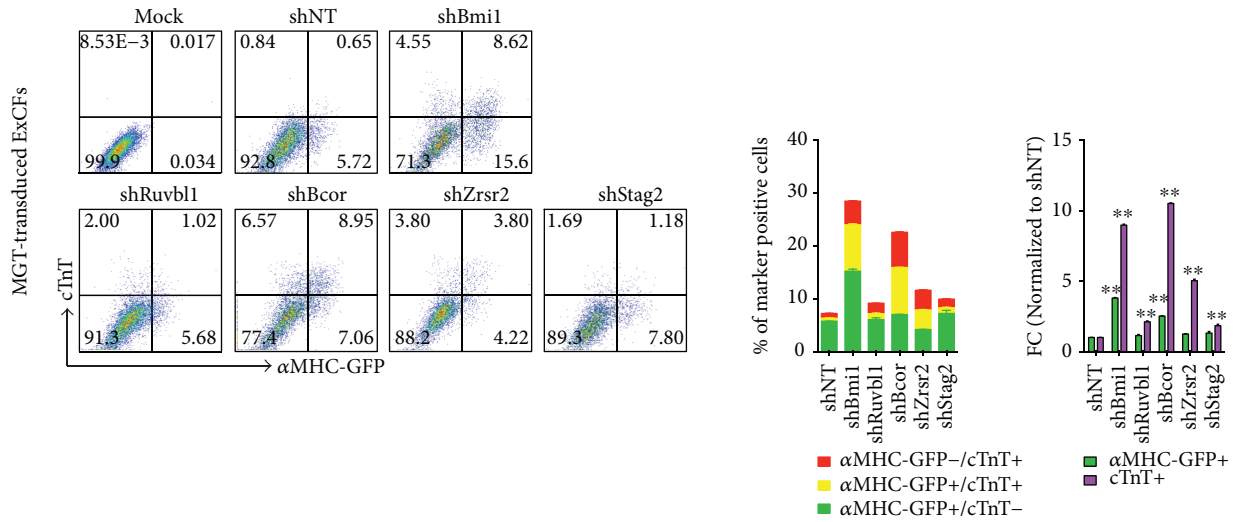 MGT-transduced ExCFs
Mock
8.53E−3 0.017
99.9 0.034
shNT
0.84 0.65
92.8 5.72
shBmi1
4.55 8.62
71.3 15.6
shRuvbl1
2.00 1.02
91.3 5.68
shBcor
6.57 8.95
77.4 7.06
shZrsr2
3.80 3.80
88.2 4.22
shStag2
1.69 1.18
89.3 7.80
cTnT
αMHC-GFP
% of marker positive cells
40
30
20
10
0
shNT
shBmi1
shRuvbl1
shBcor
shZrsr2
shStag2
αMHC-GFP−/cTnT+
αMHC-GFP+/cTnT+
αMHC-GFP+/cTnT−
FC (Normalized to shNT)
15
10
5
0
**
**
**
**
**
**
**
shNT
shBmi1
shRuvbl1
shBcor
shZrsr2
shStag2
αMHC-GFP+
cTnT+